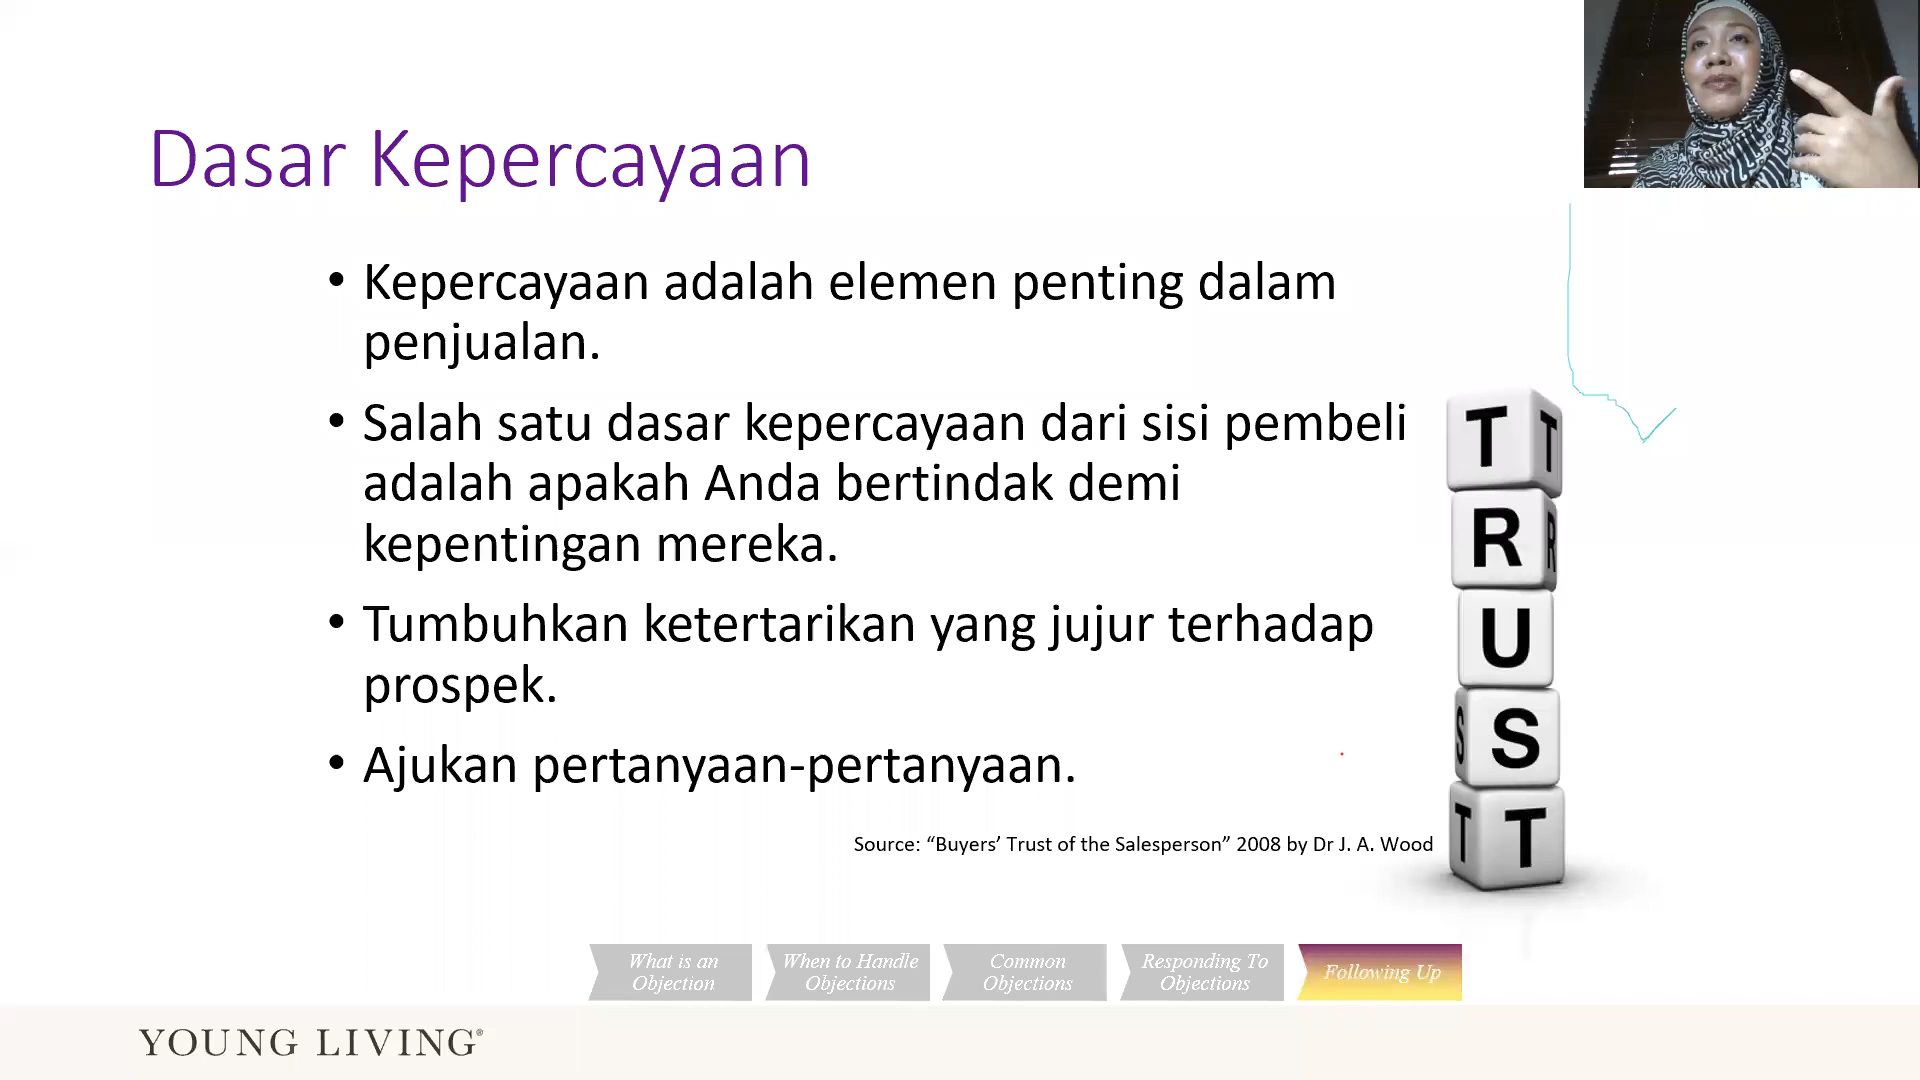 Dasar Kepercayaan
• Kepercayaan adalah elemen penting dalam
penjualan.
• Salah satu dasar kepercayaan dari sisi pembeli
adalah apakah Anda bertindak demi
kepentingan mereka.
• Tumbuhkan ketertarikan yang jujur terhadap
prospek.
• Ajukan pertanyaan-pertanyaan.
T T
R R
U
S S
T T
Source: “Buyers’ Trust of the Salesperson” 2008 by Dr J. A. Wood
What is an
Objection
When to Handle
Objections
Common
Objections
Responding To
Objections
Following Up
YOUNG LIVING®